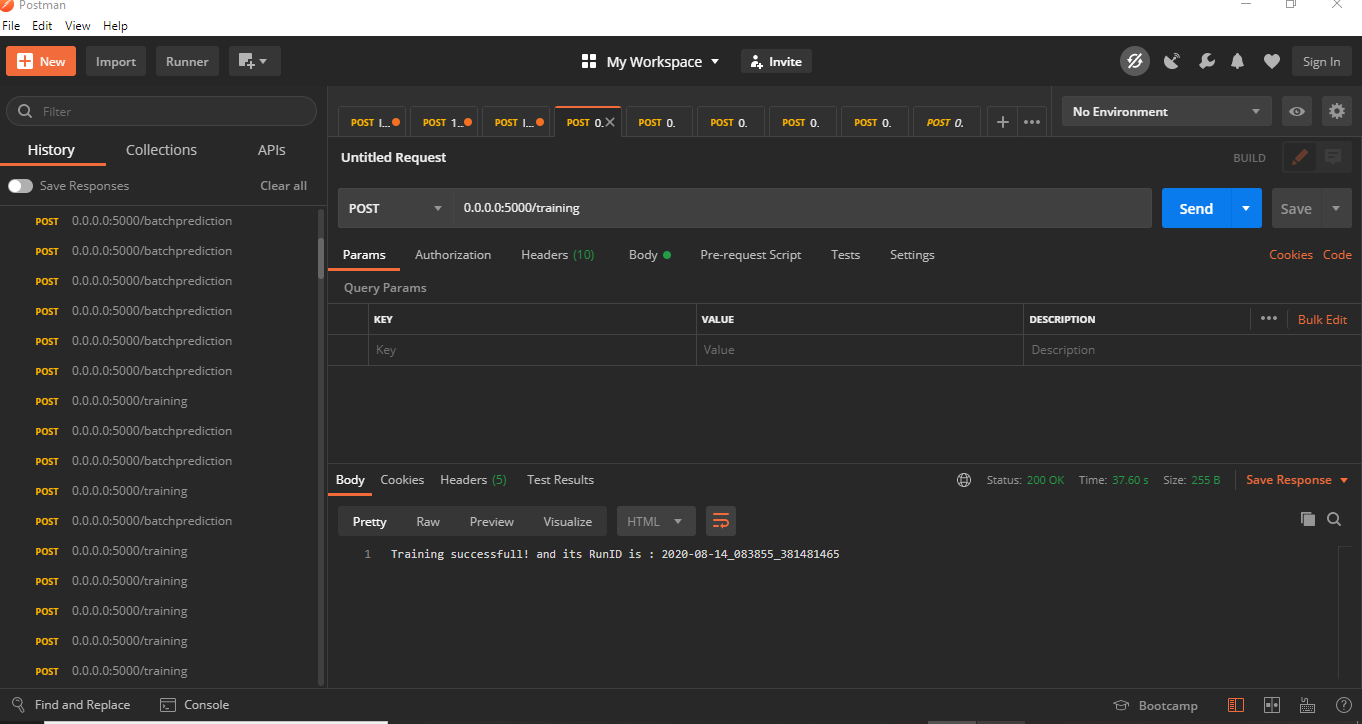 Postman
File Edit View Help
New Import Runner My Workspace Invite Sign In
Filter
History Collections APIs
Save Responses Clear all
POST 0.0.0.0:5000/batchprediction
POST 0.0.0.0:5000/batchprediction
POST 0.0.0.0:5000/batchprediction
POST 0.0.0.0:5000/batchprediction
POST 0.0.0.0:5000/batchprediction
POST 0.0.0.0:5000/batchprediction
POST 0.0.0.0:5000/training
POST 0.0.0.0:5000/batchprediction
POST 0.0.0.0:5000/batchprediction
POST 0.0.0.0:5000/training
POST 0.0.0.0:5000/batchprediction
POST 0.0.0.0:5000/training
POST 0.0.0.0:5000/training
POST 0.0.0.0:5000/training
POST 0.0.0.0:5000/training
POST 0.0.0.0:5000/training
POST l... POST 1... POST l... POST 0. POST 0. POST 0. POST 0. POST 0. POST 0. No Environment
Untitled Request BUILD
POST 0.0.0.0:5000/training Send Save
Params Authorization Headers (10) Body Pre-request Script Tests Settings Cookies Code
Query Params
KEY VALUE DESCRIPTION ••• Bulk Edit
Key Value Description
Body Cookies Headers (5) Test Results Status: 200 OK Time: 37.60 s Size: 255 B Save Response
Pretty Raw Preview Visualize HTML
1 Training successfull! and its RunID is : 2020-08-14_083855_381481465
Find and Replace Console Bootcamp